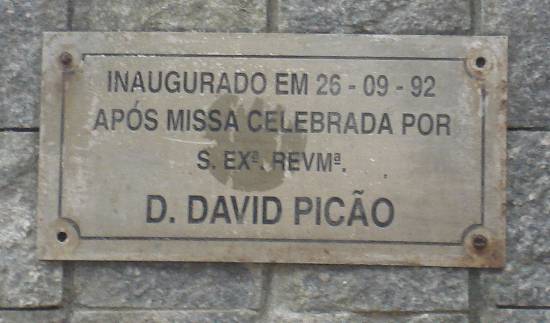 INAUGURADO EM 26 - 09 - 92
APÓS MISSA CELEBRADA POR
S. EXª. REVMª.
D. DAVID PICÃO